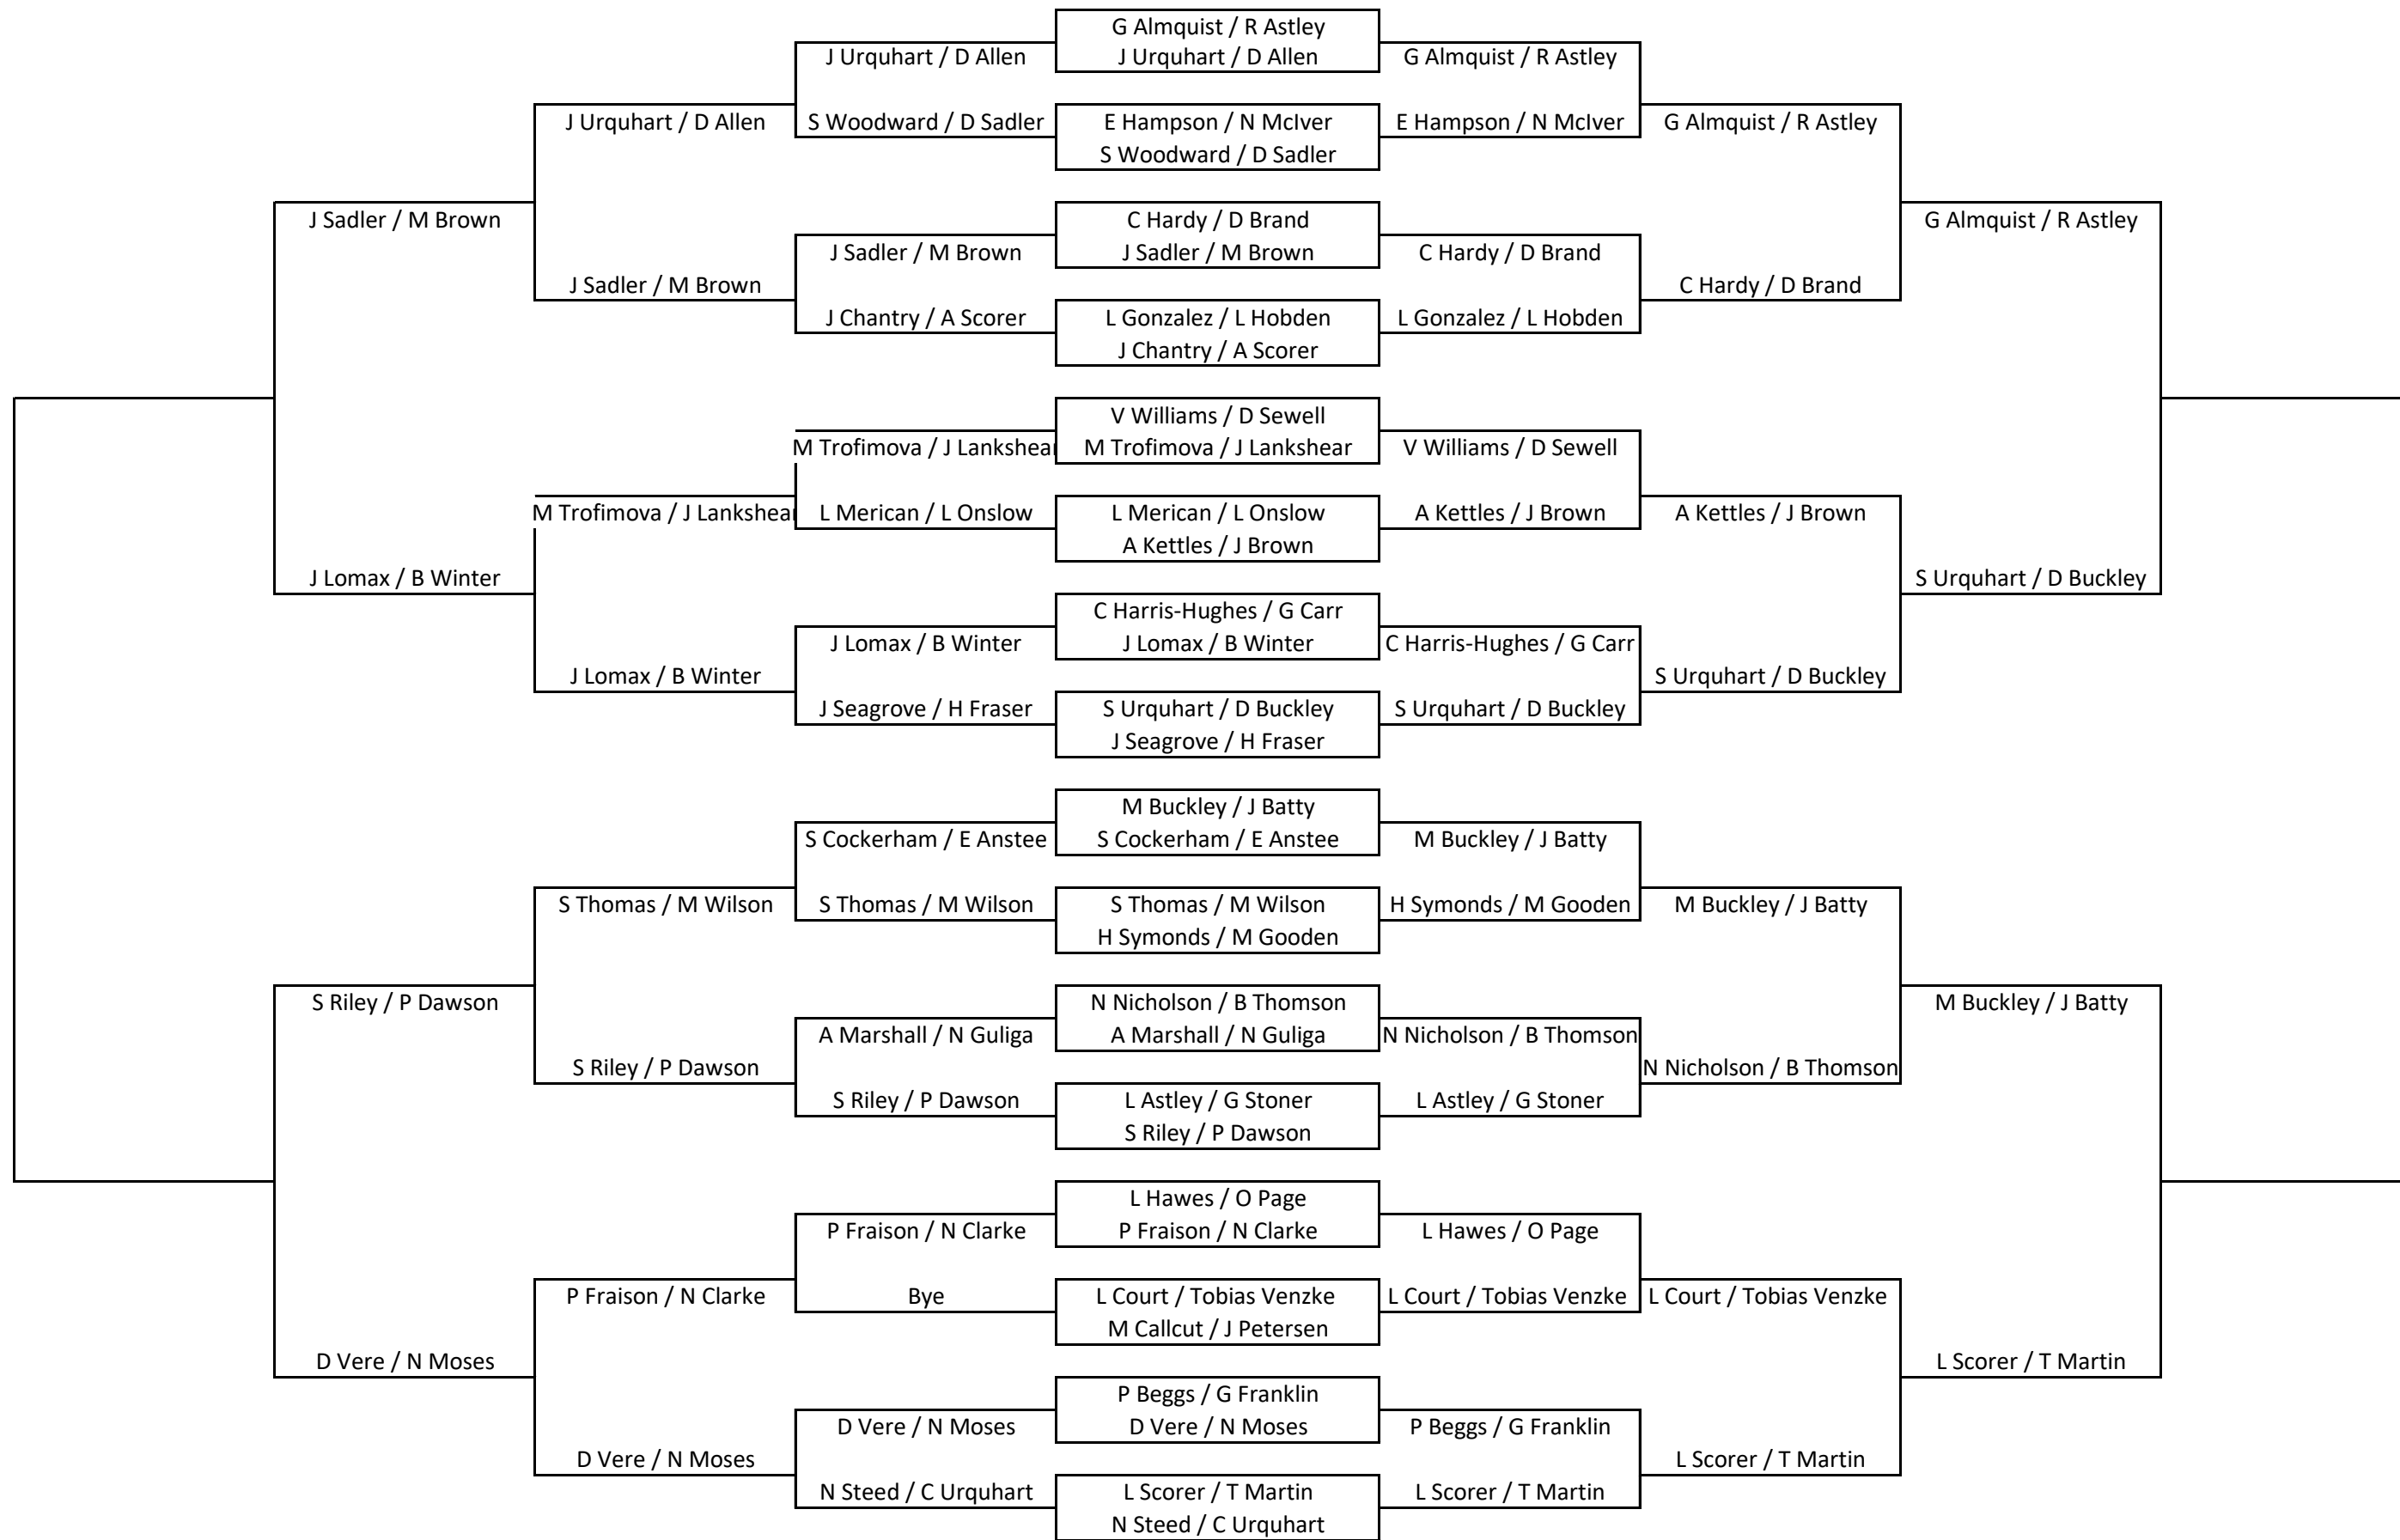 G Almquist / R Astley
J Urquhart / D Allen
J Urquhart / D Allen
G Almquist / R Astley
J Urquhart / D Allen
S Woodward / D Sadler
E Hampson / N McIver
E Hampson / N McIver
G Almquist / R Astley
S Woodward / D Sadler
J Sadler / M Brown
C Hardy / D Brand
G Almquist / R Astley
J Sadler / M Brown
J Sadler / M Brown
C Hardy / D Brand
J Sadler / M Brown
C Hardy / D Brand
J Chantry / A Scorer
L Gonzalez / L Hobden
L Gonzalez / L Hobden
J Chantry / A Scorer
V Williams / D Sewell
M Trofimova / J Lankshear
M Trofimova / J Lankshear
V Williams / D Sewell
M Trofimova / J Lankshear
L Merican / L Onslow
L Merican / L Onslow
A Kettles / J Brown
A Kettles / J Brown
A Kettles / J Brown
J Lomax / B Winter
S Urquhart / D Buckley
C Harris-Hughes / G Carr
J Lomax / B Winter
J Lomax / B Winter
C Harris-Hughes / G Carr
J Lomax / B Winter
S Urquhart / D Buckley
J Seagrove / H Fraser
S Urquhart / D Buckley
S Urquhart / D Buckley
J Seagrove / H Fraser
M Buckley / J Batty
S Cockerham / E Anstee
S Cockerham / E Anstee
M Buckley / J Batty
S Thomas / M Wilson
S Thomas / M Wilson
S Thomas / M Wilson
H Symonds / M Gooden
M Buckley / J Batty
H Symonds / M Gooden
S Riley / P Dawson
N Nicholson / B Thomson
M Buckley / J Batty
A Marshall / N Guliga
A Marshall / N Guliga
N Nicholson / B Thomson
S Riley / P Dawson
N Nicholson / B Thomson
S Riley / P Dawson
L Astley / G Stoner
L Astley / G Stoner
S Riley / P Dawson
L Hawes / O Page
P Fraison / N Clarke
P Fraison / N Clarke
L Hawes / O Page
P Fraison / N Clarke
Bye
L Court / Tobias Venzke
L Court / Tobias Venzke
L Court / Tobias Venzke
M Callcut / J Petersen
D Vere / N Moses
L Scorer / T Martin
P Beggs / G Franklin
D Vere / N Moses
D Vere / N Moses
P Beggs / G Franklin
D Vere / N Moses
L Scorer / T Martin
N Steed / C Urquhart
L Scorer / T Martin
L Scorer / T Martin
N Steed / C Urquhart